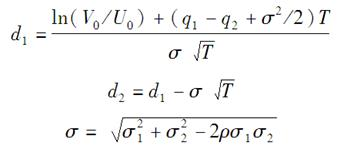 d₁ = ln(V₀/U₀) + (q₁ - q₂ + σ²/2)T / σ √T
d₂ = d₁ - σ √T
σ = √σ₁² + σ₂² - 2ρσ₁σ₂